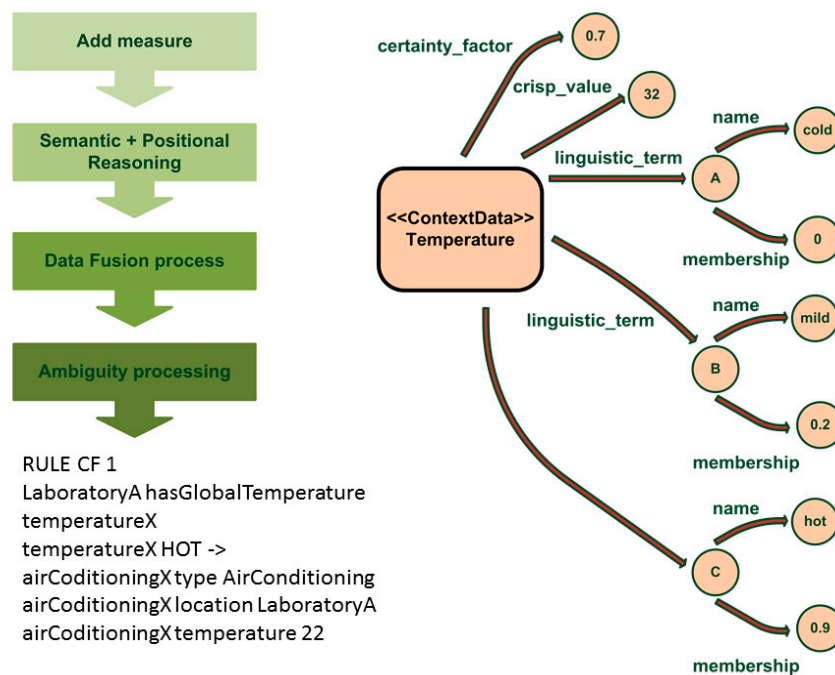 Add measure
Semantic + Positional
Reasoning
Data Fusion process
Ambiguity processing
RULE CF 1
LaboratoryA hasGlobalTemperature
temperatureX
temperatureX HOT ->
airCoditioningX type AirConditioning
airCoditioningX location LaboratoryA
airCoditioningX temperature 22
certainty_factor
0.7
crisp_value
32
<<ContextData>>
Temperature
linguistic_term
A
name
cold
0
membership
linguistic_term
B
name
mild
0.2
membership
C
name
hot
0.9
membership